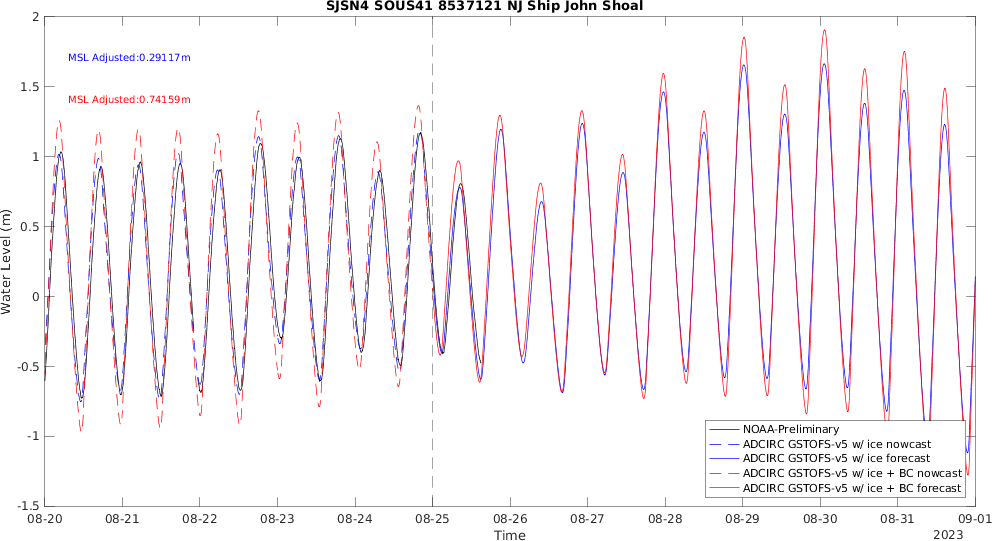 SJSN4 SOUS41 8537121 NJ Ship John Shoal
2
1.5
1
0.5
0
-0.5
-1
-1.5
Water Level (m)
MSL Adjusted:0.29117m
MSL Adjusted:0.74159m
NOAA-Preliminary
ADCIRC GSTOFS-v5 w/ ice nowcast
ADCIRC GSTOFS-v5 w/ ice forecast
ADCIRC GSTOFS-v5 w/ ice + BC nowcast
ADCIRC GSTOFS-v5 w/ ice + BC forecast
08-20 08-21 08-22 08-23 08-24 08-25 08-26 08-27 08-28 08-29 08-30 08-31 09-01
Time
2023